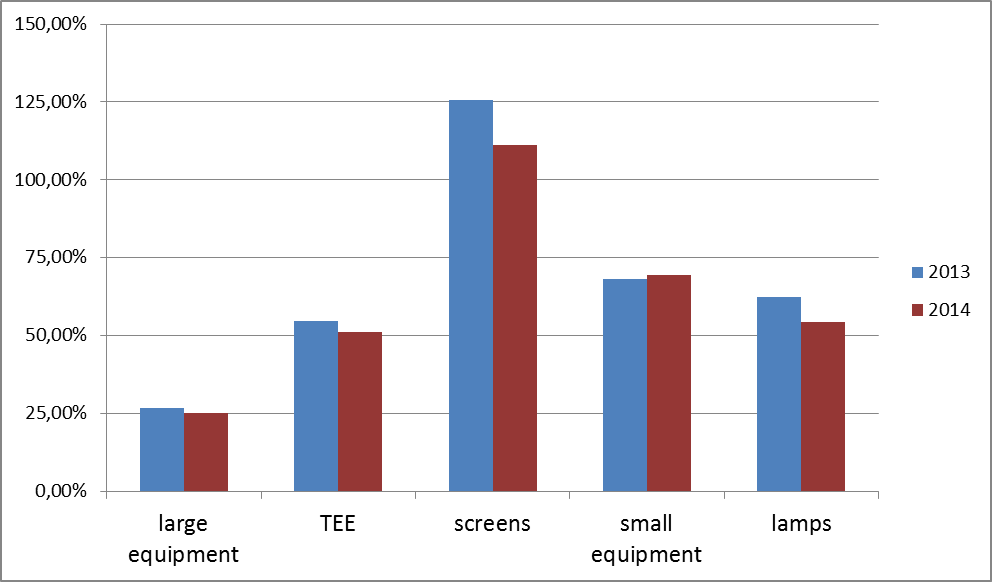 150,00%
125,00%
100,00%
75,00%
50,00%
25,00%
0,00%
large
equipment
TEE
screens
small
equipment
lamps
2013
2014